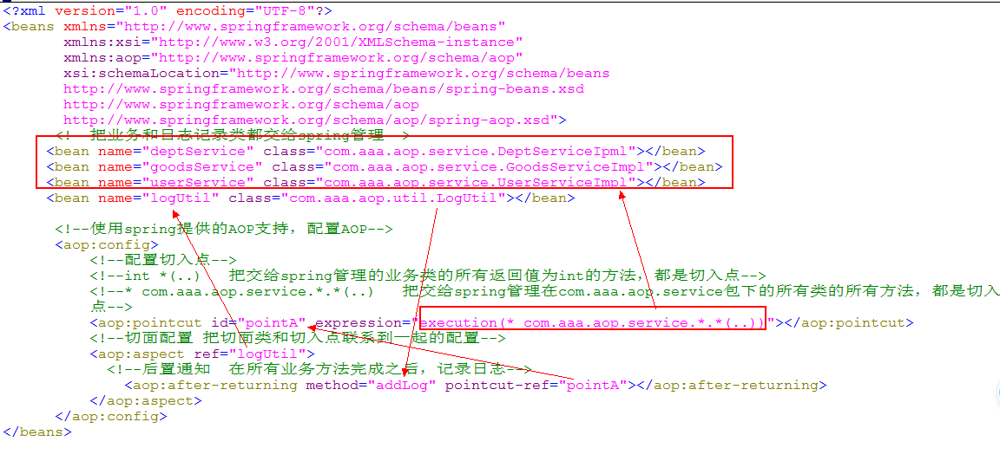 <?xml version="1.0" encoding="UTF-8"?>
<beans xmlns="http://www.springframework.org/schema/beans"
xmlns:xsi="http://www.w3.org/2001/XMLSchema-instance"
xmlns:aop="http://www.springframework.org/schema/aop"
xsi:schemaLocation="http://www.springframework.org/schema/beans
http://www.springframework.org/schema/beans/spring-beans.xsd
http://www.springframework.org/schema/aop
http://www.springframework.org/schema/aop/spring-aop.xsd">
<!--把业务和日志记录类都交给spring管理-->
<bean name="deptService" class="com.aaa.aop.service.DeptServiceIpml"></bean>
<bean name="goodsService" class="com.aaa.aop.service.GoodsServiceImpl"></bean>
<bean name="userService" class="com.aaa.aop.service.UserServiceImpl"></bean>
<bean name="logUtil" class="com.aaa.aop.util.LogUtil"></bean>
<!--使用spring提供的AOP支持，配置AOP-->
<aop:config>
<!--配置切入点-->
<!--int *(..)   把交给spring管理的业务类的所有返回值为int的方法，都是切入点-->
<!--* com.aaa.aop.service.*.*(..)   把交给spring管理在com.aaa.aop.service包下的所有类的所有方法，都是切入
点-->
<aop:pointcut id="pointA" expression="execution(* com.aaa.aop.service.*.*(..))"></aop:pointcut>
<!--切面配置 把切面类和切入点联系到一起的配置-->
<aop:aspect ref="logUtil">
<!--后置通知  在所有业务方法完成之后，记录日志-->
<aop:after-returning method="addLog" pointcut-ref="pointA"></aop:after-returning>
</aop:aspect>
</aop:config>
</beans>